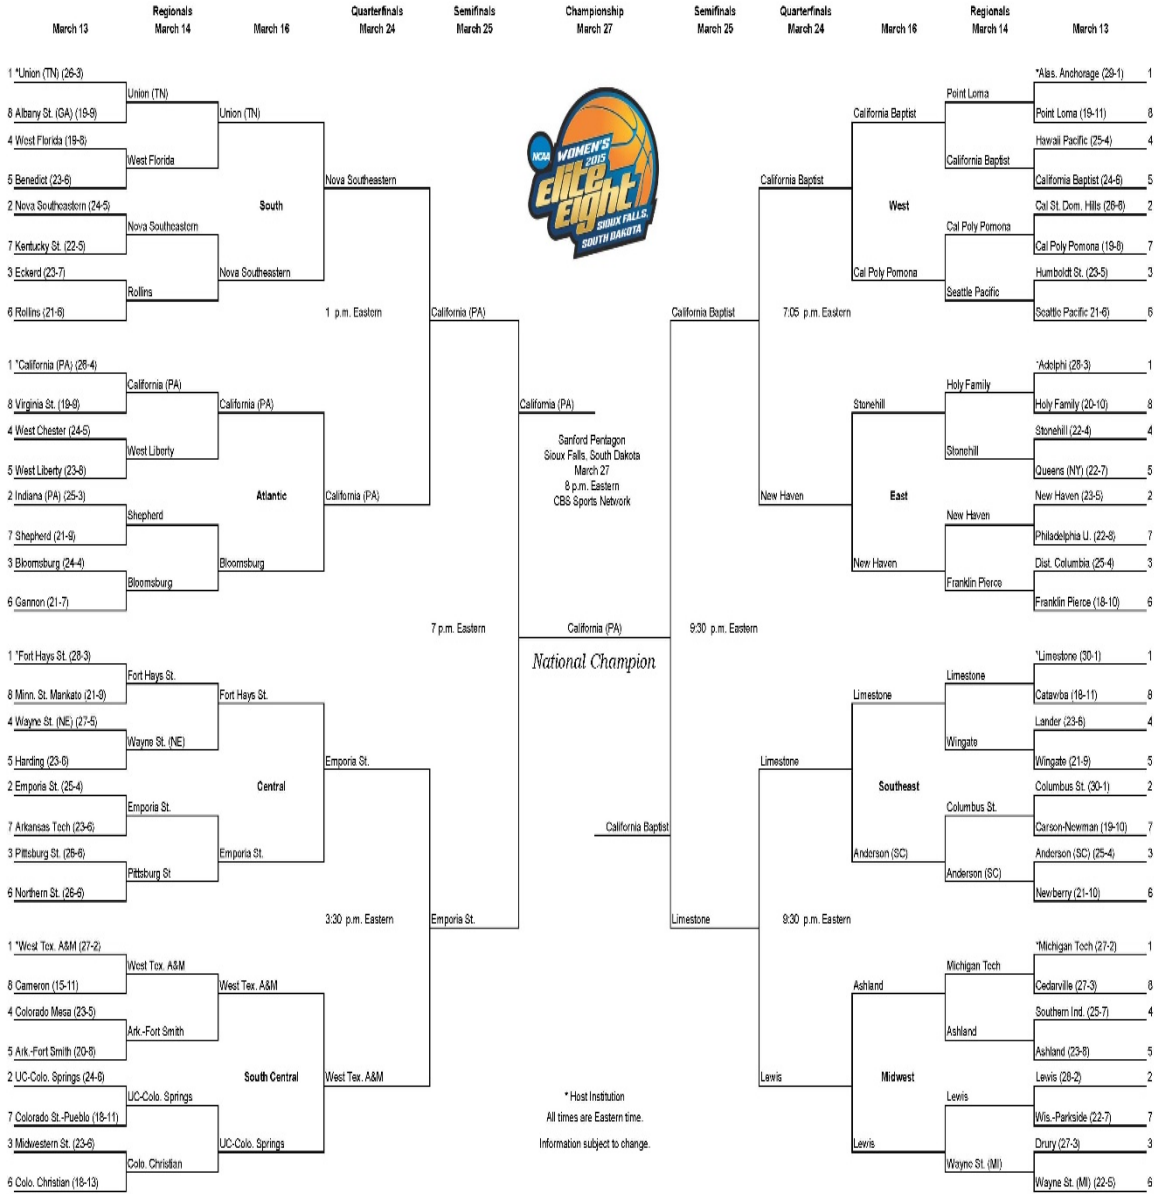 Regionals
Quarterfinals
Semifinals
Championship
Semifinals
Quarterfinals
Regionals
March 13
March 14
March 16
March 24
March 25
March 27
March 25
March 24
March 16
March 14
March 13
1 *Union (TN) (26-3)
Union (TN)
8 Albany St. (GA) (19-9)
Union (TN)
4 West Florida (19-8)
West Florida
5 Benedict (23-6)
Nova Southeastern
2 Nova Southeastern (24-5)
South
Nova Southeastern
7 Kentucky St. (22-5)
3 Eckerd (23-7)
Nova Southeastern
Rollins
6 Rollins (21-6)
1 p.m. Eastern
California (PA)
1 *California (PA) (26-4)
California (PA)
8 Virginia St. (19-9)
California (PA)
4 West Chester (24-5)
West Liberty
5 West Liberty (23-8)
2 Indiana (PA) (25-3)
Atlantic
California (PA)
Shepherd
7 Shepherd (21-9)
3 Bloomsburg (24-4)
Bloomsburg
Bloomsburg
6 Gannon (21-7)
7 p.m. Eastern
1 *Fort Hays St. (28-3)
Fort Hays St.
8 Minn. St. Mankato (21-9)
Fort Hays St.
4 Wayne St. (NE) (27-5)
Wayne St. (NE)
5 Harding (23-6)
Emporia St.
2 Emporia St. (25-4)
Central
Emporia St.
7 Arkansas Tech (23-6)
3 Pittsburg St. (26-6)
Emporia St.
Pittsburg St
6 Northern St. (26-6)
3:30 p.m. Eastern
Emporia St.
1 *West Tex. A&M (27-2)
West Tex. A&M
8 Cameron (15-11)
West Tex. A&M
4 Colorado Mesa (23-5)
Ark.-Fort Smith
5 Ark.-Fort Smith (20-8)
2 UC-Colo. Springs (24-6)
South Central
West Tex. A&M
UC-Colo. Springs
7 Colorado St.-Pueblo (18-11)
3 Midwestern St. (23-6)
UC-Colo. Springs
Colo. Christian
6 Colo. Christian (18-13)
NCAA
WOMEN'S
2015
elite
eight
SIOUX FALLS,
SOUTH DAKOTA
California (PA)
Sanford Pentagon
Sioux Falls, South Dakota
March 27
8 p.m. Eastern
CBS Sports Network
California (PA)
National Champion
California Baptist
* Host Institution
All times are Eastern time.
Information subject to change.
*Alas. Anchorage (29-1) 1
Point Loma
Point Loma (19-11) 8
California Baptist
Hawaii Pacific (25-4) 4
California Baptist
California Baptist (24-6) 5
California Baptist
West
Cal St. Dom. Hills (26-6) 2
Cal Poly Pomona
Cal Poly Pomona (19-8) 7
Cal Poly Pomona
Humboldt St. (23-5) 3
Seattle Pacific
Seattle Pacific 21-6) 6
California Baptist
7:05 p.m. Eastern
*Adelphi (28-3) 1
Holy Family
Holy Family (20-10) 8
Stonehill
Stonehill (22-4) 4
Stonehill
Queens (NY) (22-7) 5
New Haven
East
New Haven (23-5) 2
New Haven
Philadelphia U. (22-8) 7
New Haven
Dist. Columbia (25-4) 3
Franklin Pierce
Franklin Pierce (18-10) 6
9:30 p.m. Eastern
*Limestone (30-1) 1
Limestone
Catawba (18-11) 8
Limestone
Lander (23-6) 4
Wingate
Wingate (21-9) 5
Limestone
Southeast
Columbus St. (30-1) 2
Columbus St.
Carson-Newman (19-10) 7
Anderson (SC)
Anderson (SC) (25-4) 3
Anderson (SC)
Newberry (21-10) 6
Limestone
9:30 p.m. Eastern
*Michigan Tech (27-2) 1
Michigan Tech
Cedarville (27-3) 8
Ashland
Southern Ind. (25-7) 4
Ashland
Ashland (23-8) 5
Lewis
Midwest
Lewis (28-2) 2
Lewis
Wis.-Parkside (22-7) 7
Lewis
Drury (27-3) 3
Wayne St. (MI)
Wayne St. (MI) (22-5) 6